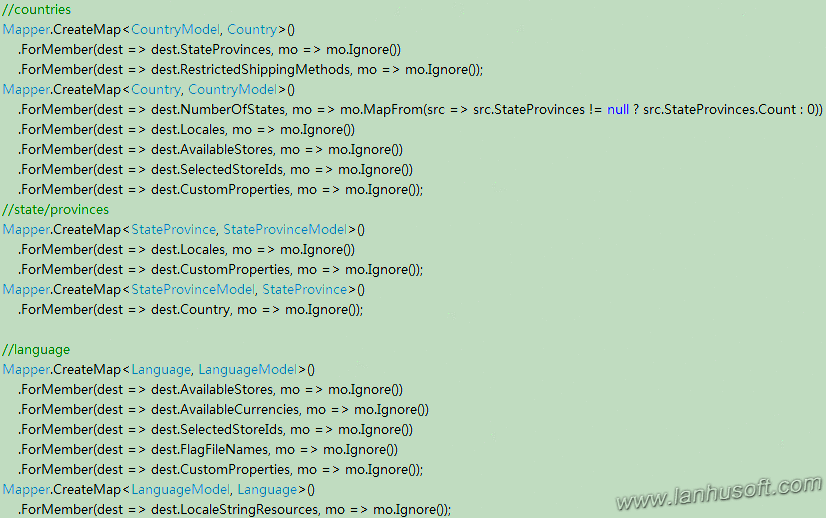 //countries
Mapper.CreateMap<CountryModel, Country>()
.ForMember(dest => dest.StateProvinces, mo => mo.Ignore())
.ForMember(dest => dest.RestrictedShippingMethods, mo => mo.Ignore());
Mapper.CreateMap<Country, CountryModel>()
.ForMember(dest => dest.NumberOfStates, mo => mo.MapFrom(src => src.StateProvinces != null ? src.StateProvinces.Count : 0))
.ForMember(dest => dest.Locales, mo => mo.Ignore())
.ForMember(dest => dest.AvailableStores, mo => mo.Ignore())
.ForMember(dest => dest.SelectedStoreIds, mo => mo.Ignore())
.ForMember(dest => dest.CustomProperties, mo => mo.Ignore());
//state/provinces
Mapper.CreateMap<StateProvince, StateProvinceModel>()
.ForMember(dest => dest.Locales, mo => mo.Ignore())
.ForMember(dest => dest.CustomProperties, mo => mo.Ignore());
Mapper.CreateMap<StateProvinceModel, StateProvince>()
.ForMember(dest => dest.Country, mo => mo.Ignore());
//language
Mapper.CreateMap<Language, LanguageModel>()
.ForMember(dest => dest.AvailableStores, mo => mo.Ignore())
.ForMember(dest => dest.AvailableCurrencies, mo => mo.Ignore())
.ForMember(dest => dest.SelectedStoreIds, mo => mo.Ignore())
.ForMember(dest => dest.FlagFileNames, mo => mo.Ignore())
.ForMember(dest => dest.CustomProperties, mo => mo.Ignore());
Mapper.CreateMap<LanguageModel, Language>()
.ForMember(dest => dest.LocaleStringResources, mo => mo.Ignore());
www.lanhusoft.com